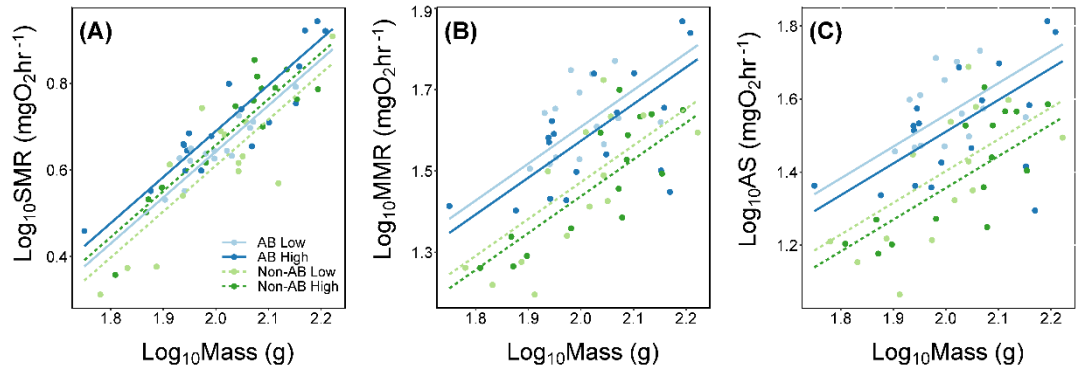 (A)
Log₁₀SMR (mgO₂hr⁻¹)
0.8
0.6
0.4
AB Low
AB High
Non-AB Low
Non-AB High
1.8 1.9 2.0 2.1 2.2
Log₁₀Mass (g)
(B)
Log₁₀MMR (mgO₂hr⁻¹)
1.9
1.7
1.5
1.3
1.8 1.9 2.0 2.1 2.2
Log₁₀Mass (g)
(C)
Log₁₀AS (mgO₂hr⁻¹)
1.8
1.6
1.4
1.2
1.8 1.9 2.0 2.1 2.2
Log₁₀Mass (g)